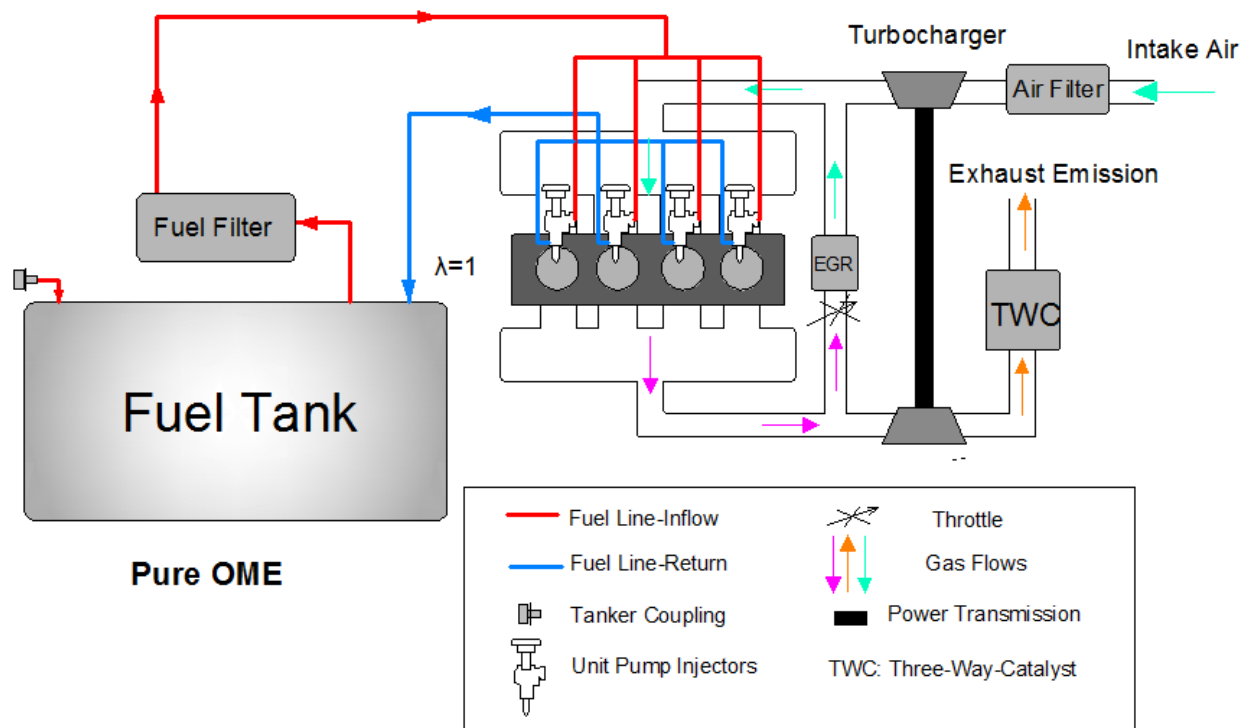 Turbocharger
Intake Air
Air Filter
Exhaust Emission
Fuel Filter
λ=1
EGR
TWC
Fuel Tank
Pure OME
Fuel Line-Inflow
Throttle
Fuel Line-Return
Gas Flows
Tanker Coupling
Power Transmission
Unit Pump Injectors
TWC: Three-Way-Catalyst